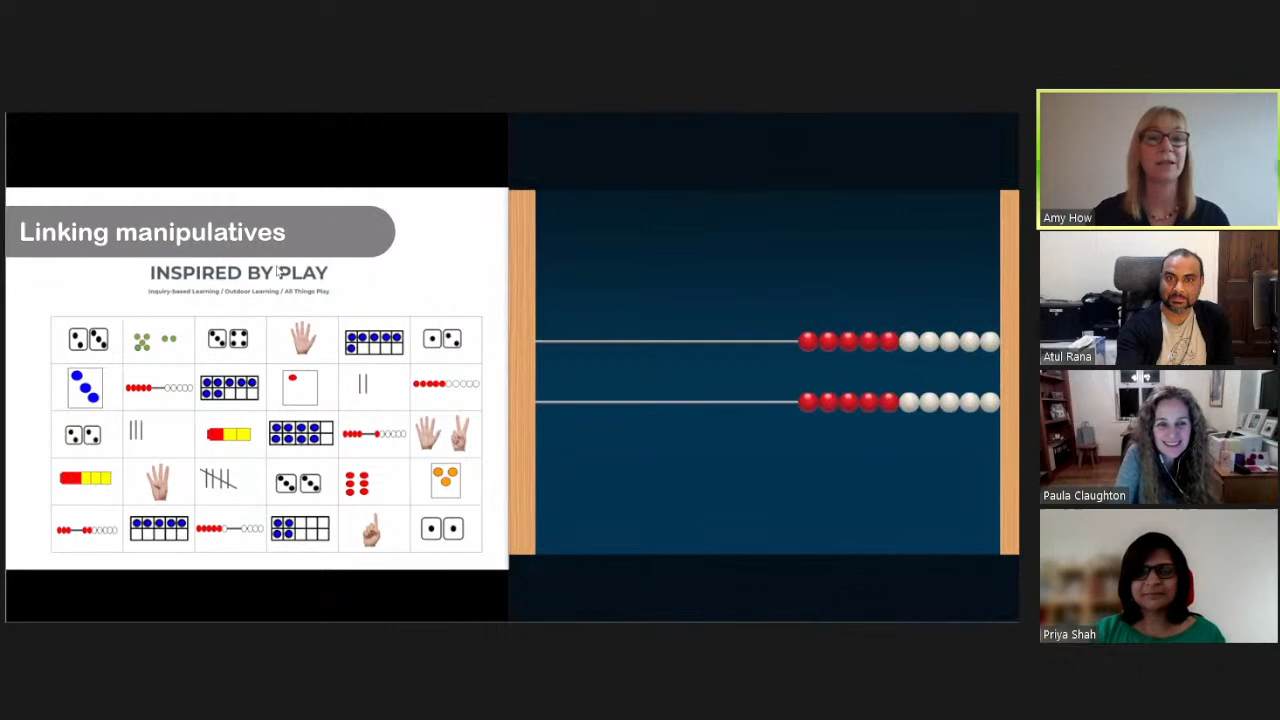 Linking manipulatives
INSPIRED BY PLAY
Inquiry-based Learning / Outdoor Learning / All Things Play
Amy How
Atul Rana
Paula Claughton
Priya Shah